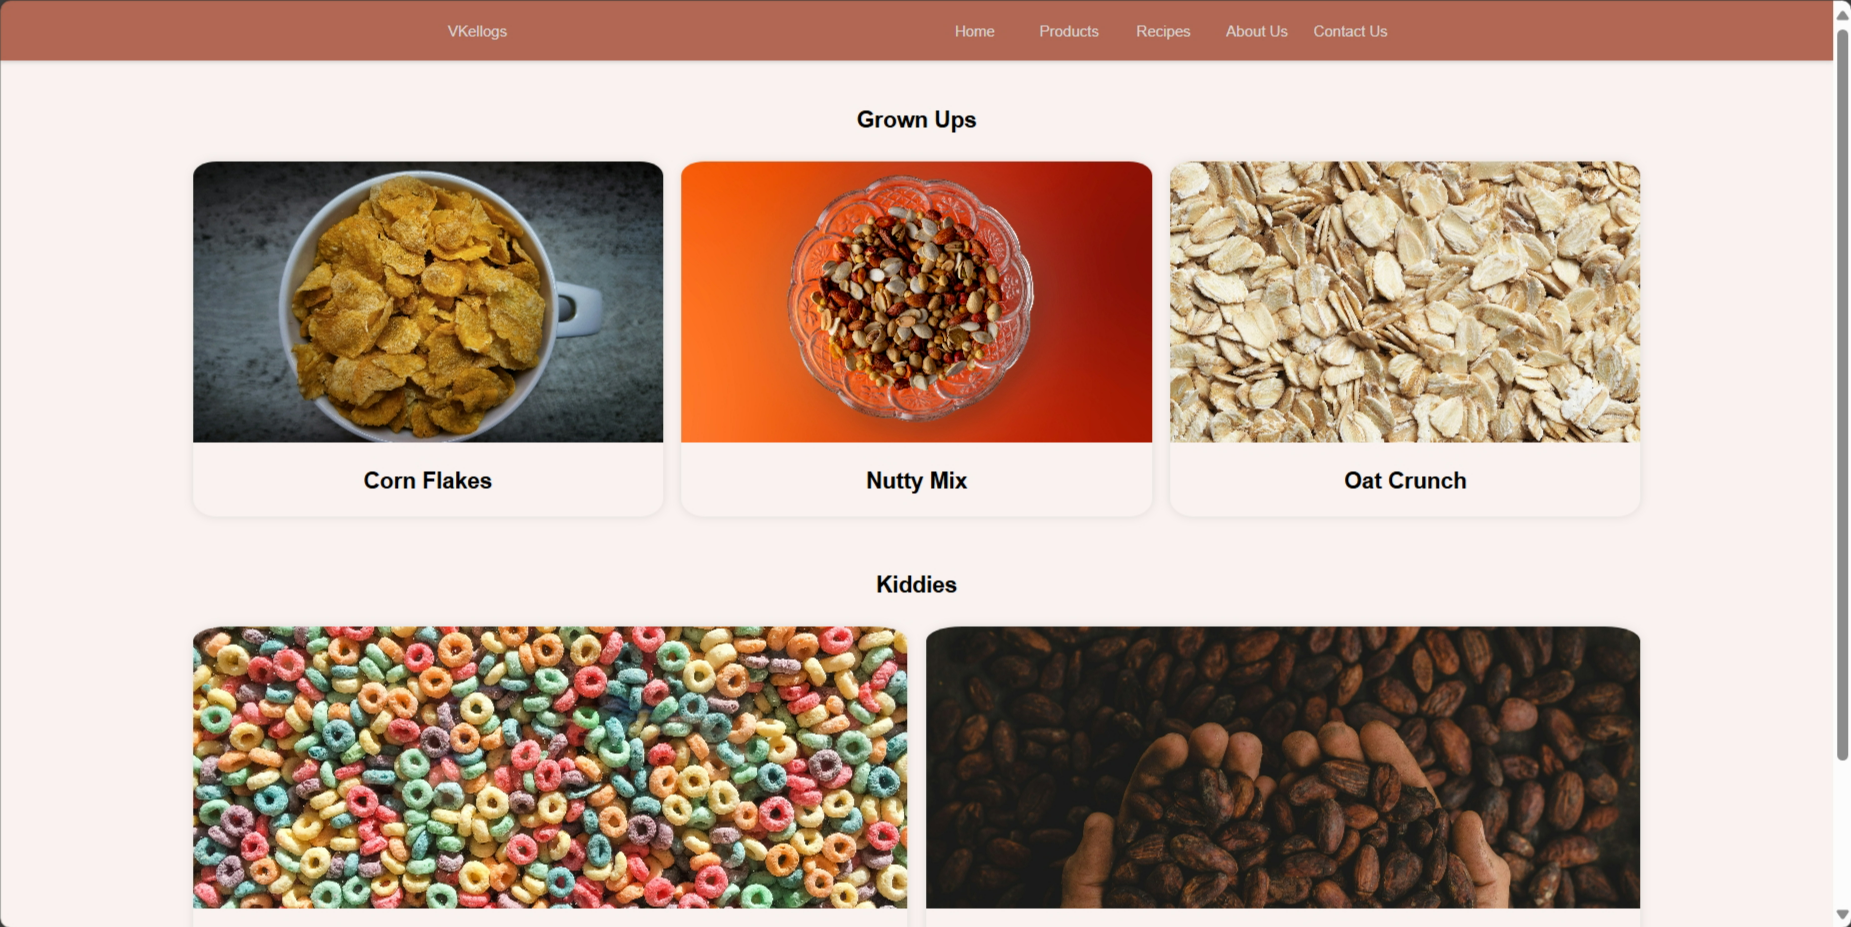 VKellogs Home Products Recipes About Us Contact Us
Grown Ups
Corn Flakes Nutty Mix Oat Crunch
Kiddies